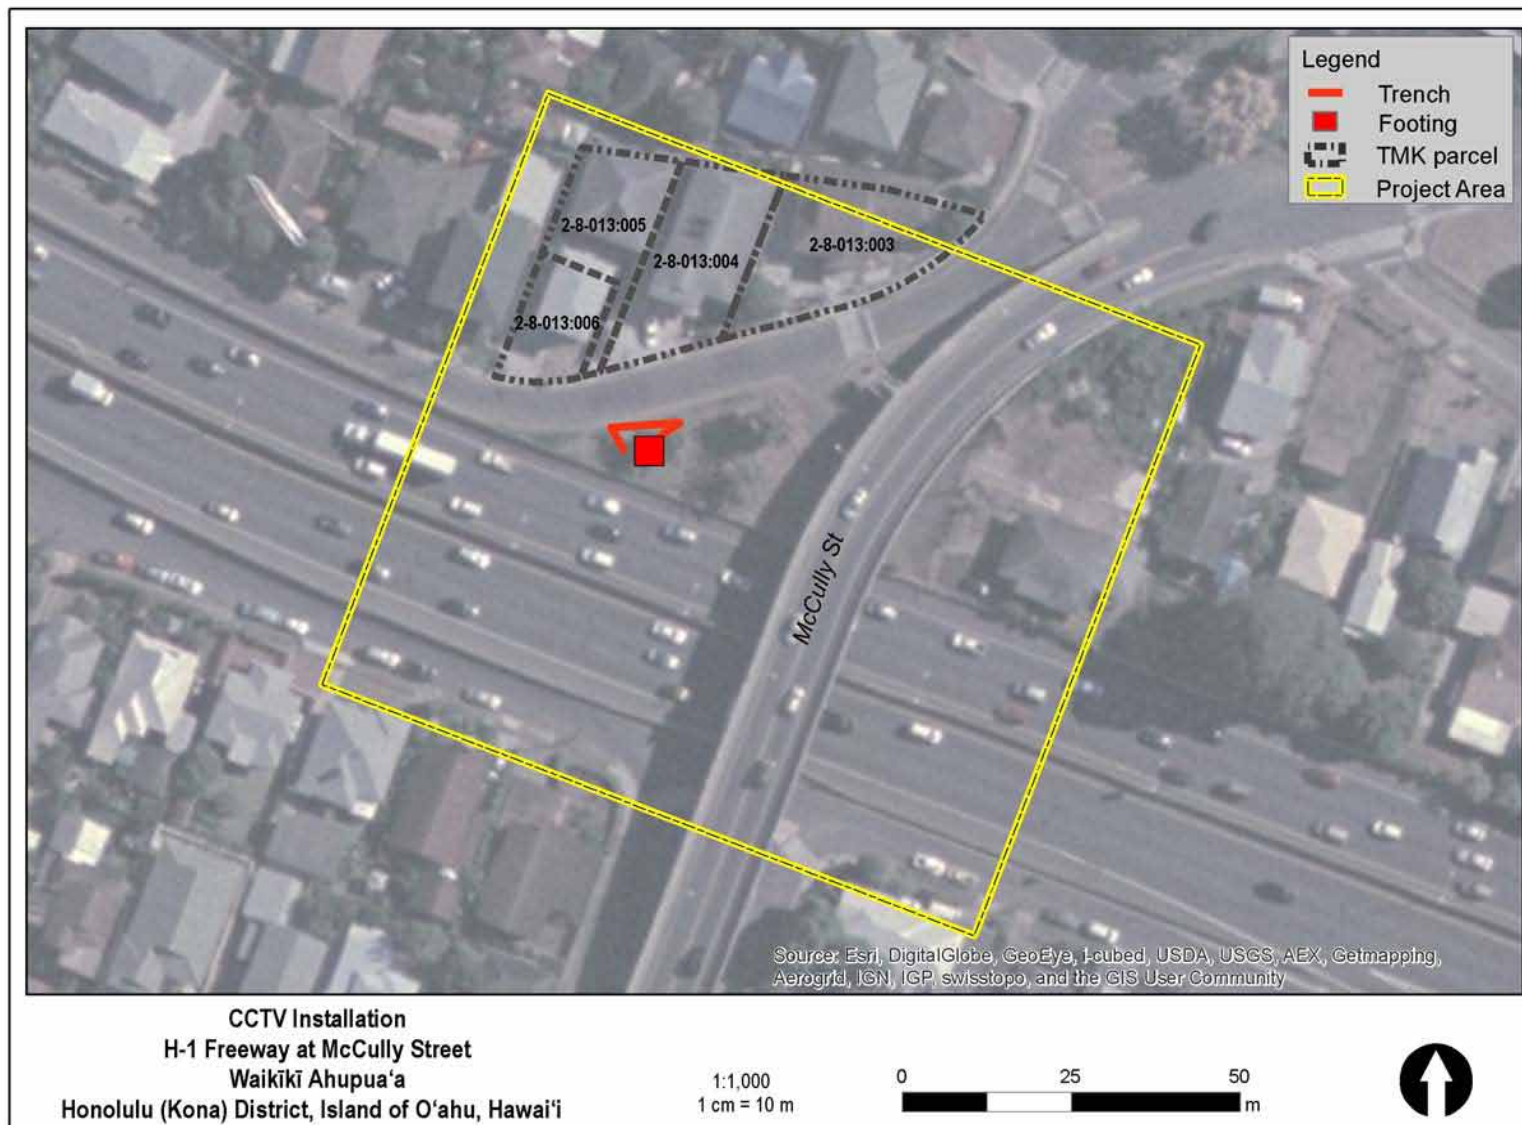 Legend
Trench
Footing
TMK parcel
Project Area
2-8-013:005
2-8-013:004
2-8-013:003
2-8-013:006
McCully St
Source: Esri, DigitalGlobe, GeoEye, i-cubed, USDA, USGS, AEX, Getmapping,
Aerogrid, IGN, IGP, swisstopo, and the GIS User Community
CCTV Installation
H-1 Freeway at McCully Street
Waikīkī Ahupuaʻa
Honolulu (Kona) District, Island of Oʻahu, Hawaiʻi
1:1,000
1 cm = 10 m
0 25 50
m